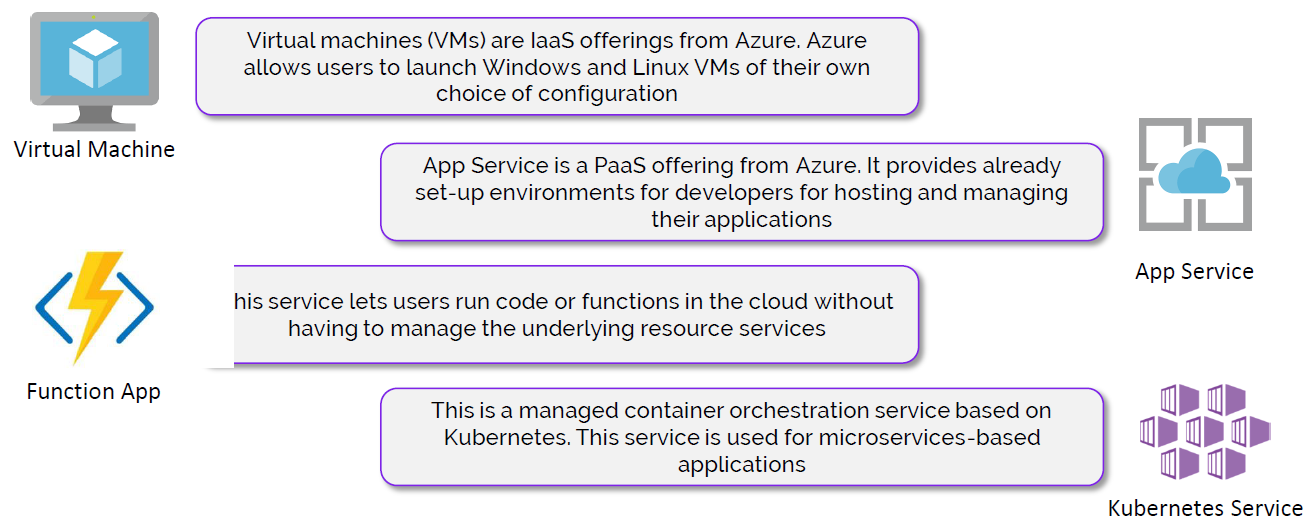 Virtual machines (VMs) are IaaS offerings from Azure. Azure
allows users to launch Windows and Linux VMs of their own
choice of configuration
Virtual Machine
App Service is a PaaS offering from Azure. It provides already
set-up environments for developers for hosting and managing
their applications
App Service
his service lets users run code or functions in the cloud without
having to manage the underlying resource services
Function App
This is a managed container orchestration service based on
Kubernetes. This service is used for microservices-based
applications
Kubernetes Service